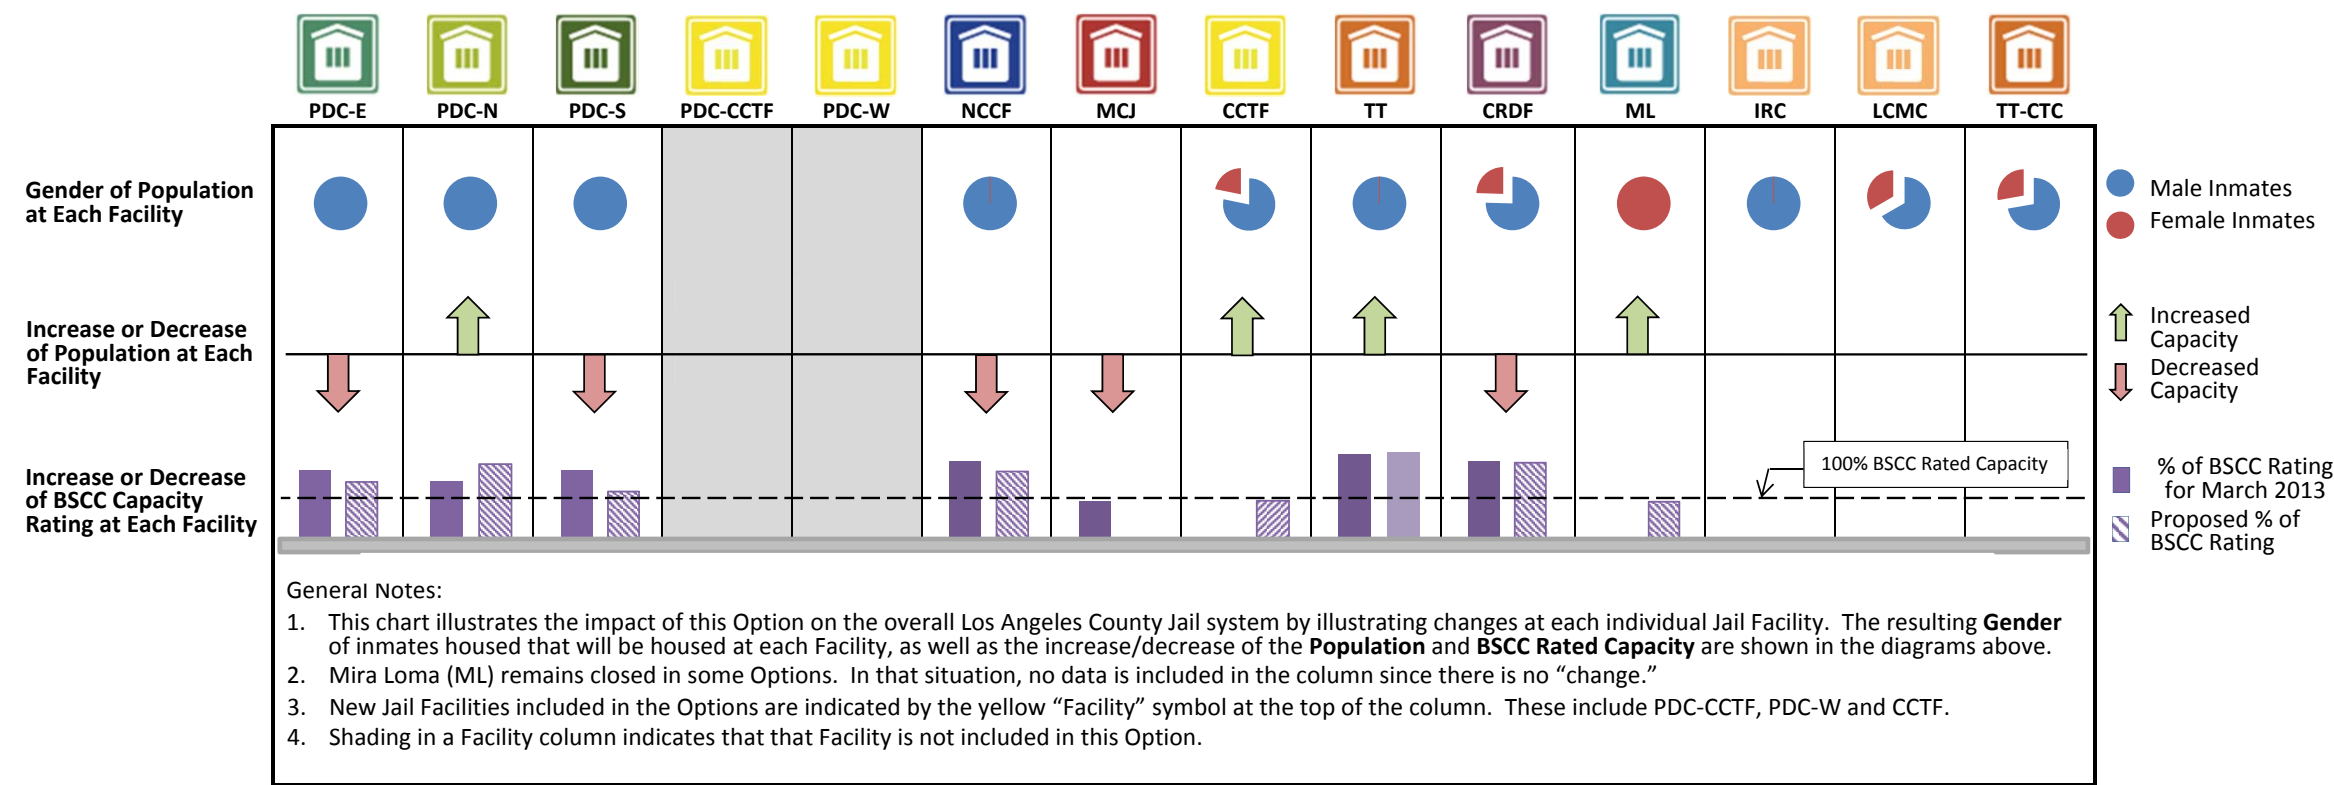 PDC-E PDC-N PDC-S PDC-CCTF PDC-W NCCF MCJ CCTF TT CRDF ML IRC LCMC TT-CTC
Gender of Population
at Each Facility
Male Inmates
Female Inmates
Increase or Decrease
of Population at Each
Facility
Increased
Capacity
Decreased
Capacity
Increase or Decrease
of BSCC Capacity
Rating at Each Facility
100% BSCC Rated Capacity
% of BSCC Rating
for March 2013
Proposed % of
BSCC Rating
General Notes:
1. This chart illustrates the impact of this Option on the overall Los Angeles County Jail system by illustrating changes at each individual Jail Facility. The resulting Gender
of inmates housed that will be housed at each Facility, as well as the increase/decrease of the Population and BSCC Rated Capacity are shown in the diagrams above.
2. Mira Loma (ML) remains closed in some Options. In that situation, no data is included in the column since there is no “change.”
3. New Jail Facilities included in the Options are indicated by the yellow “Facility” symbol at the top of the column. These include PDC-CCTF, PDC-W and CCTF.
4. Shading in a Facility column indicates that that Facility is not included in this Option.